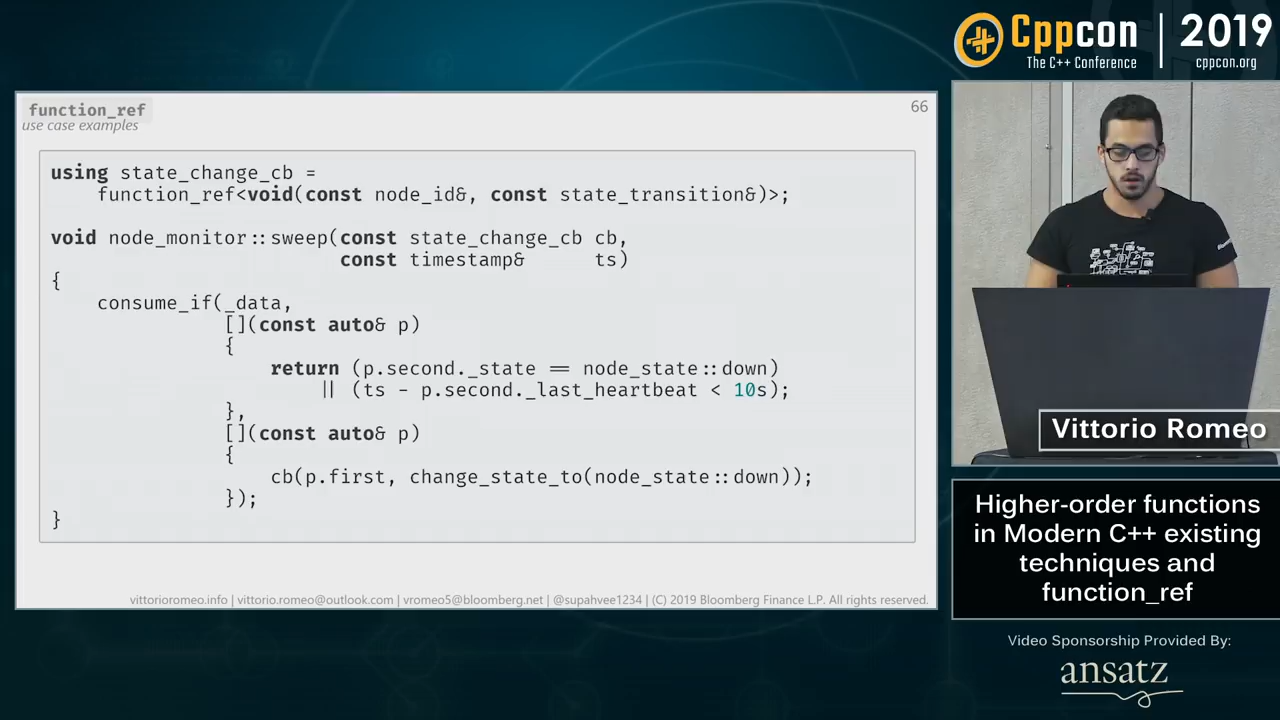 Cppcon
The C++ Conference
2019
cppcon.org
function_ref
use case examples
66
using state_change_cb =
function_ref<void(const node_id&, const state_transition&)>;
void node_monitor::sweep(const state_change_cb cb,
const timestamp& ts)
{
consume_if(_data,
[](const auto& p)
{
return (p.second._state == node_state::down)
|| (ts - p.second._last_heartbeat < 10s);
},
[](const auto& p)
{
cb(p.first, change_state_to(node_state::down));
});
}
vittorioromeo.info | vittorio.romeo@outlook.com | vromeo5@bloomberg.net | @supahvee1234 | (C) 2019 Bloomberg Finance L.P. All rights reserved.
Vittorio Romeo
Higher-order functions
in Modern C++ existing
techniques and
function_ref
Video Sponsorship Provided By:
ansatz